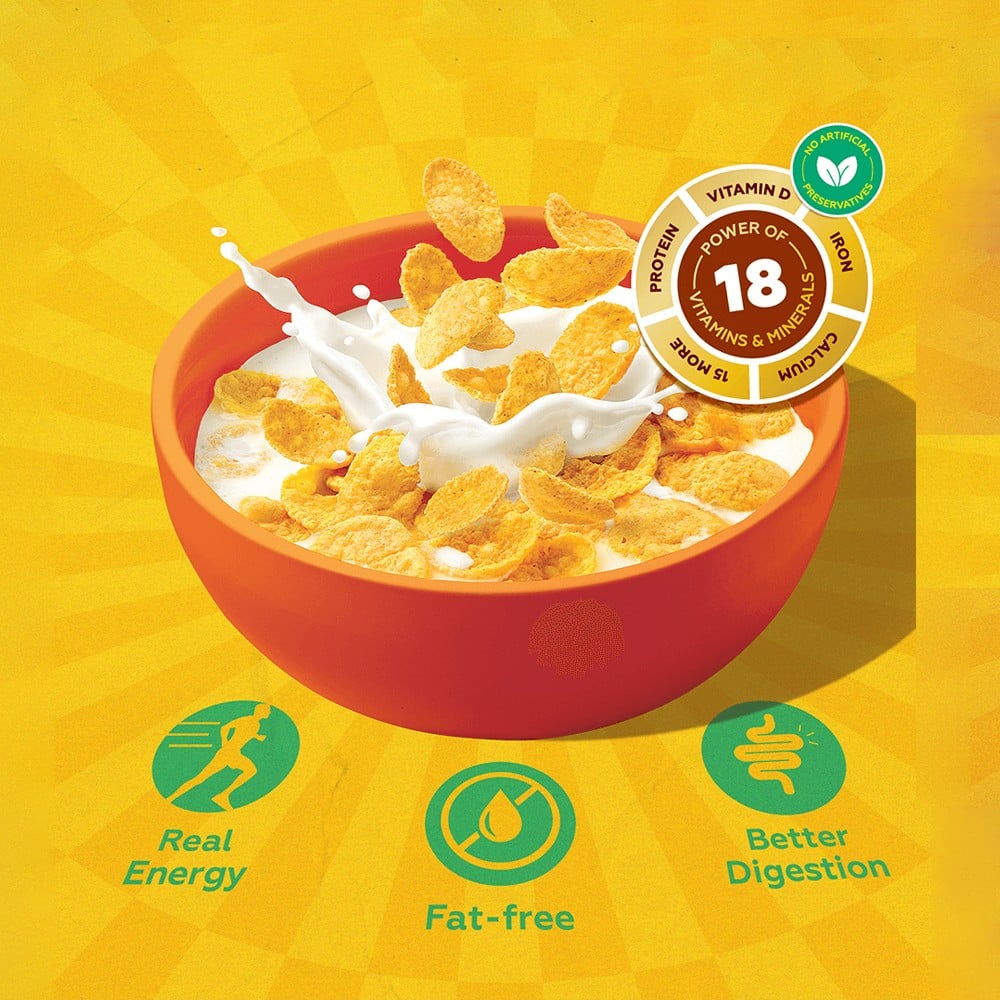 NO ARTIFICIAL
PRESERVATIVES
VITAMIN D
PROTEIN
IRON
POWER OF
18
VITAMINS & MINERALS
15 MORE
CALCIUM
Real
Energy
Fat-free
Better
Digestion